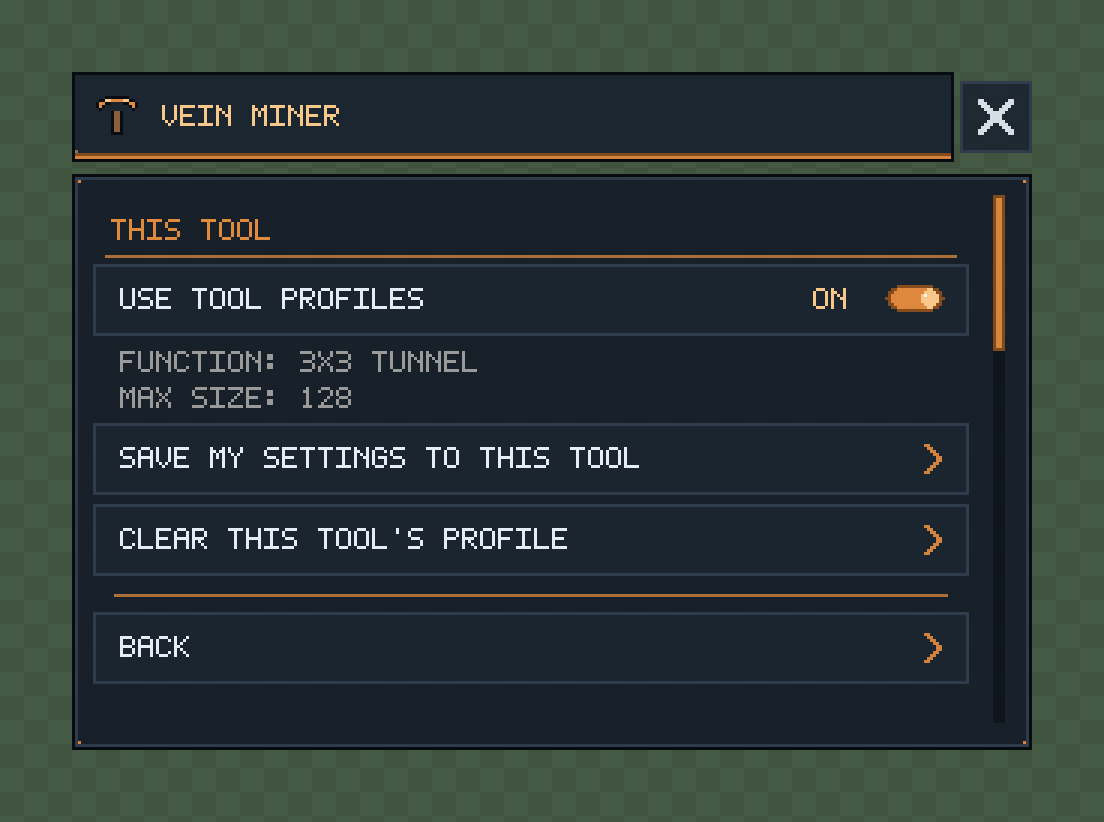 VEIN MINER
THIS TOOL
USE TOOL PROFILES ON
FUNCTION: 3X3 TUNNEL
MAX SIZE: 128
SAVE MY SETTINGS TO THIS TOOL
CLEAR THIS TOOL'S PROFILE
BACK